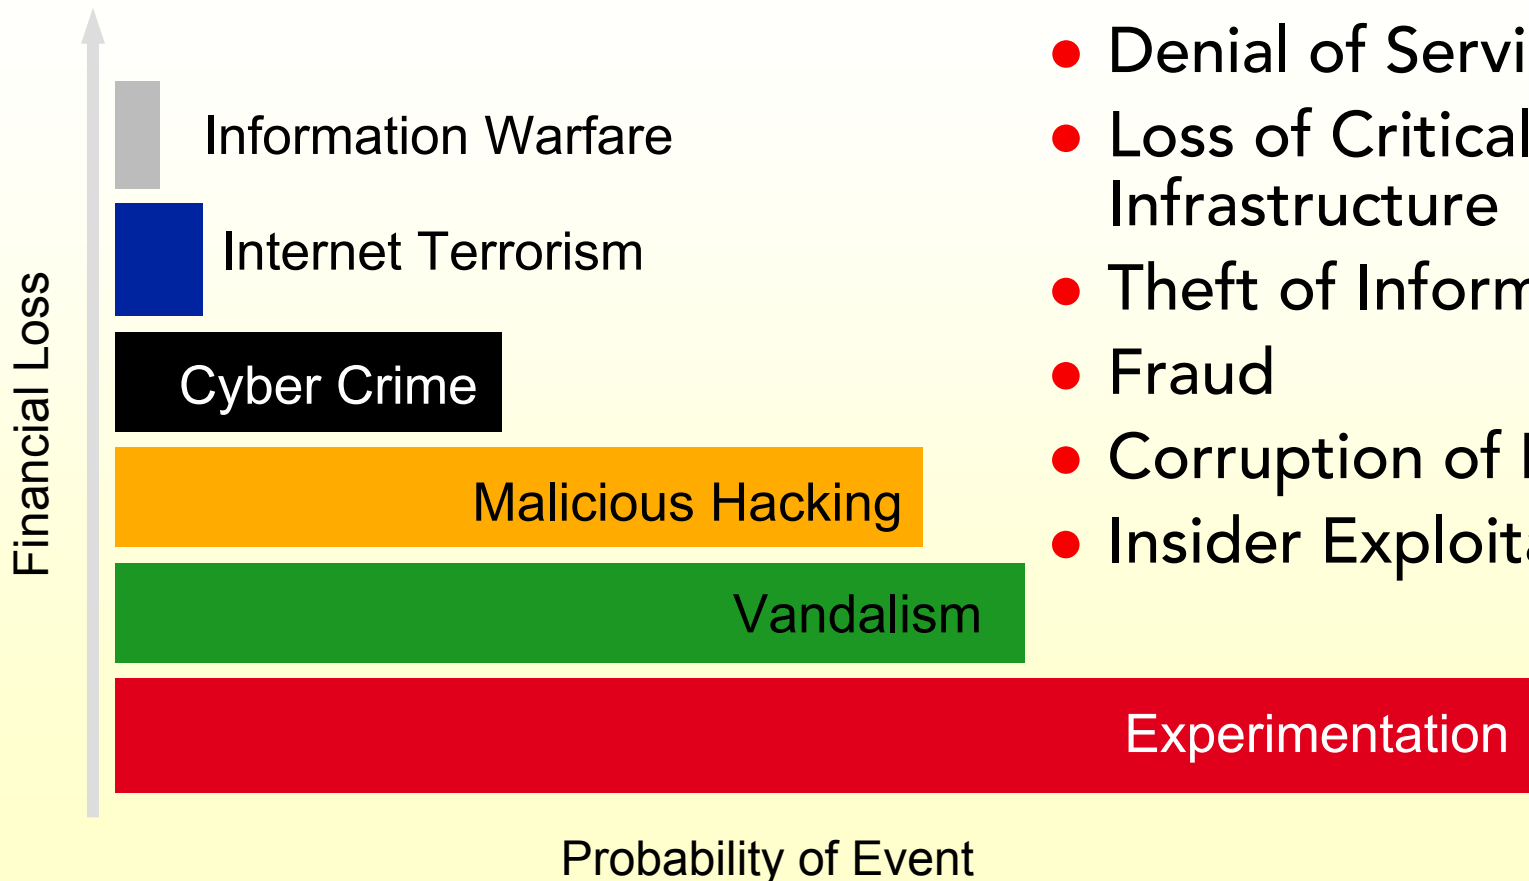 Information Warfare
Internet Terrorism
Cyber Crime
Malicious Hacking
Vandalism
Experimentation
Financial Loss
Probability of Event
Denial of
Loss of Critical
Infrastructure
Theft of
Fraud
Corruption of
Insider